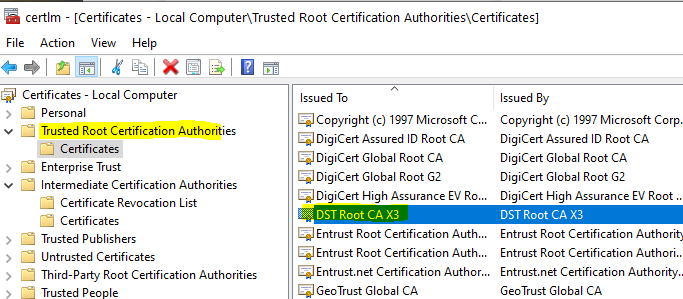 certlm - [Certificates - Local Computer\Trusted Root Certification Authorities\Certificates]
File Action View Help
Certificates - Local Computer
Personal
Trusted Root Certification Authorities
Certificates
Enterprise Trust
Intermediate Certification Authorities
Certificate Revocation List
Certificates
Trusted Publishers
Untrusted Certificates
Third-Party Root Certification Authorities
Trusted People
Issued To Issued By
Copyright (c) 1997 Microsoft C... Copyright (c) 1997 Microsoft Corp...
DigiCert Assured ID Root CA DigiCert Assured ID Root CA
DigiCert Global Root CA DigiCert Global Root CA
DigiCert Global Root G2 DigiCert Global Root G2
DigiCert High Assurance EV Ro... DigiCert High Assurance EV Root ...
DST Root CA X3 DST Root CA X3
Entrust Root Certification Auth... Entrust Root Certification Authority
Entrust Root Certification Auth... Entrust Root Certification Authority
Entrust.net Certification Author... Entrust.net Certification Authority
GeoTrust Global CA GeoTrust Global CA